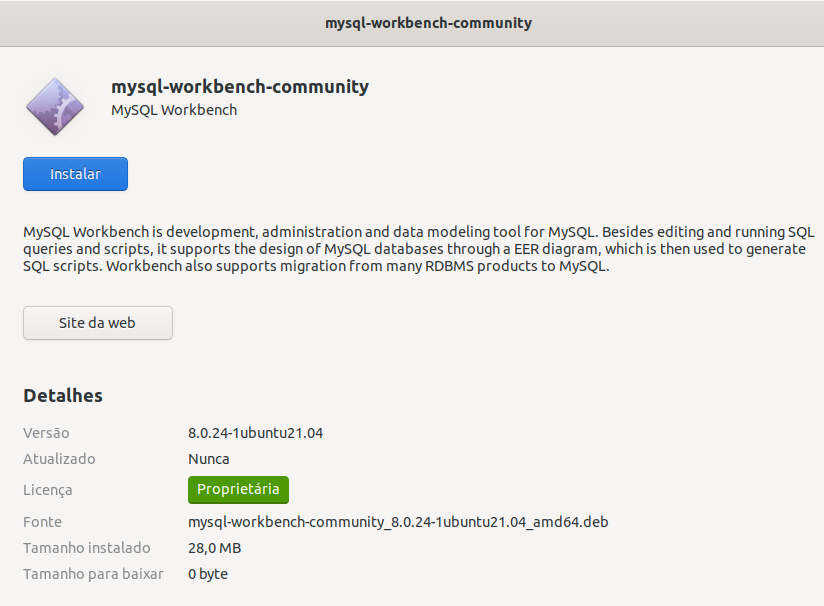 mysql-workbench-community
mysql-workbench-community
MySQL Workbench
Instalar
MySQL Workbench is development, administration and data modeling tool for MySQL. Besides editing and running SQL
queries and scripts, it supports the design of MySQL databases through a EER diagram, which is then used to generate
SQL scripts. Workbench also supports migration from many RDBMS products to MySQL.
Site da web
Detalhes
Versão 8.0.24-1ubuntu21.04
Atualizado Nunca
Licença Proprietária
Fonte mysql-workbench-community_8.0.24-1ubuntu21.04_amd64.deb
Tamanho instalado 28,0 MB
Tamanho para baixar 0 byte